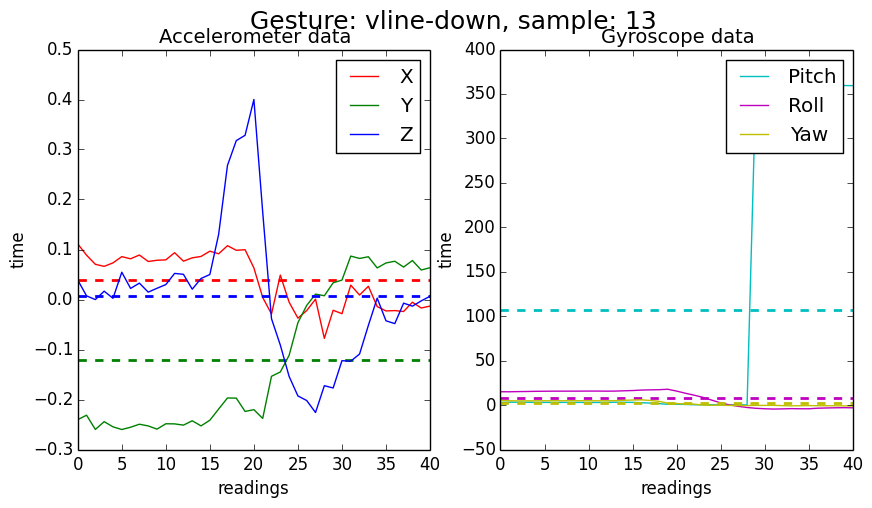 Gesture: vline-down, sample: 13
Accelerometer data
0.5
0.4
0.3
0.2
0.1
0.0
−0.1
−0.2
−0.3
time
0 5 10 15 20 25 30 35 40
readings
X
Y
Z
Gyroscope data
400
350
300
250
200
150
100
50
0
−50
time
0 5 10 15 20 25 30 35 40
readings
Pitch
Roll
Yaw